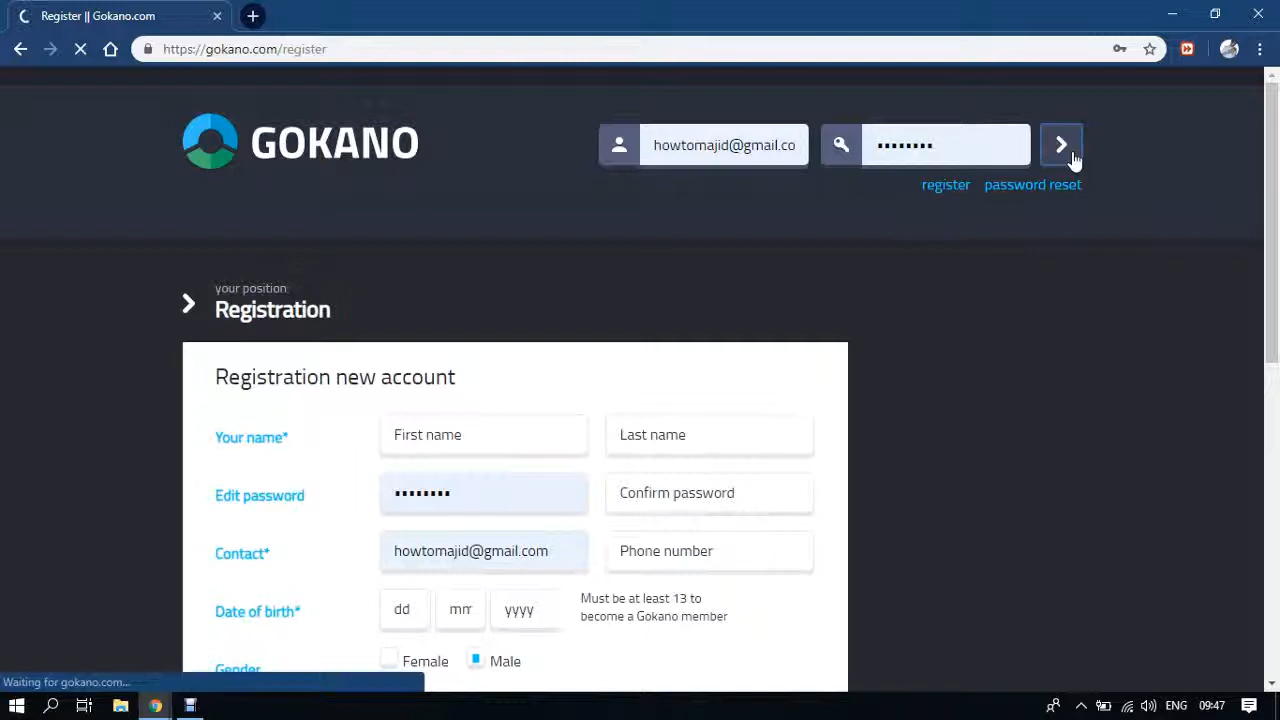 Register || Gokano.com
https://gokano.com/register
GOKANO
howtomajid@gmail.co
register password reset
your position:
Registration
Registration new account
Your name*
First name
Last name
Edit password
Confirm password
Contact*
howtomajid@gmail.com
Phone number
Date of birth*
dd
mm
yyyy
Must be at least 13 to
become a Gokano member
Gender
Female
Male
Waiting for gokano.com...
ENG
09:47